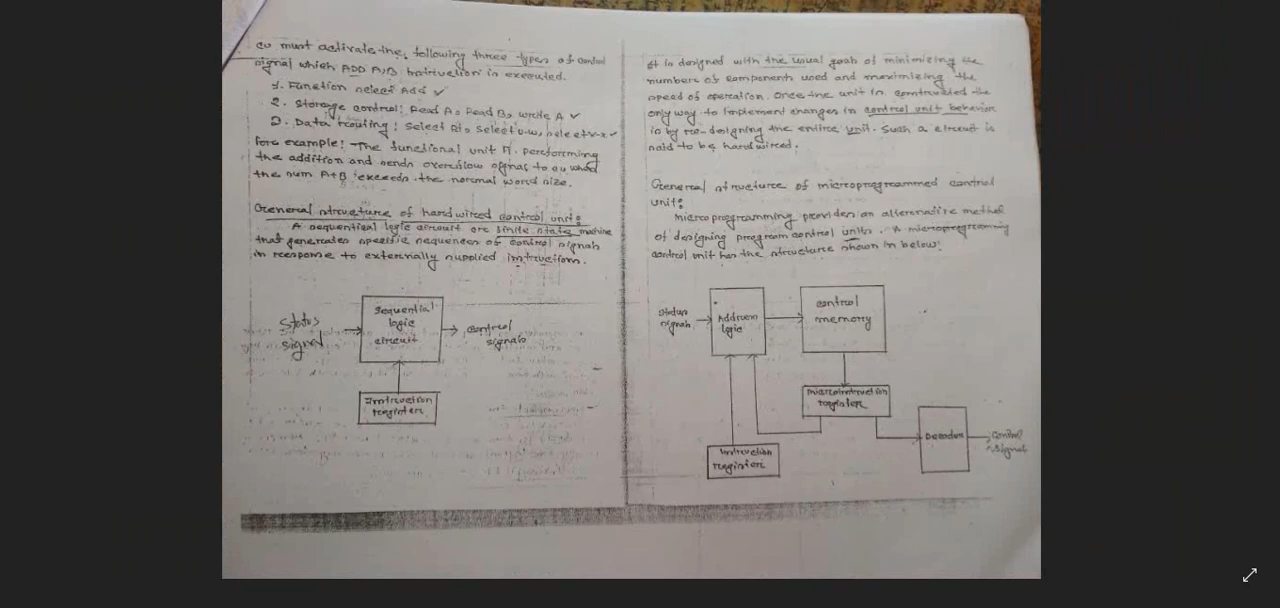 CU must activate the following three types of control
signal which ADD A,B instruction is executed.
1. Function select Add ✓
2. Storage control: Read A, Read B, write A ✓
3. Data routing: Select
For example: The functional unit performing
the addition and sends overflow signal to cu when
the sum A+B exceeds the normal word size.
General structure of hardwired control unit:
A sequential logic circuit or finite state machine
that generates specific sequences of control signals
in response to externally supplied instructions.
Status
signal
Sequential
logic
circuit
control
signals
Instruction
register
It is designed with the usual goals of minimizing the
numbers of components used and maximizing the
speed of operation. Once the unit is constructed the
only way to implement changes in control unit behavior
is by re-designing the entire unit. Such a circuit is
said to be hardwired.
General structure of microprogrammed control
unit:
Microprogramming provides an alternative method
of designing program control units. A microprogramming
control unit has the structure shown in below:
Status
signals
Address
logic
control
memory
microinstruction
register
Instruction
register
Decoder
Control
signal